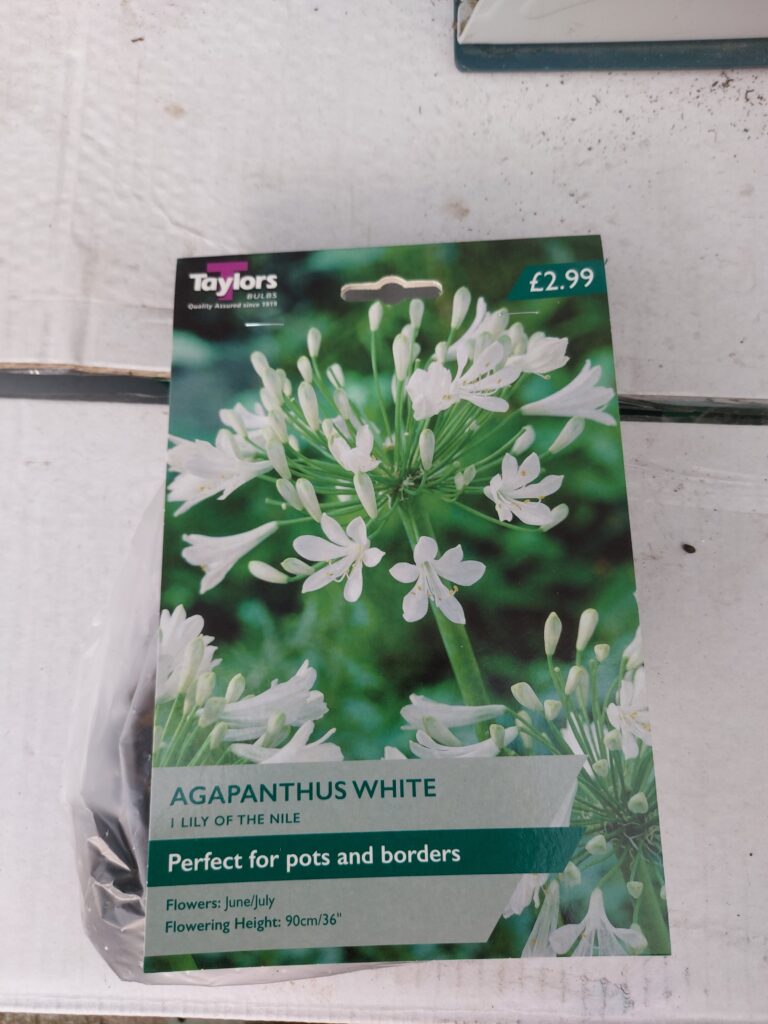 Taylors
BULBS
Quality Assured since 1919
£2.99
AGAPANTHUS WHITE
1 LILY OF THE NILE
Perfect for pots and borders
Flowers: June/July
Flowering Height: 90cm/36"